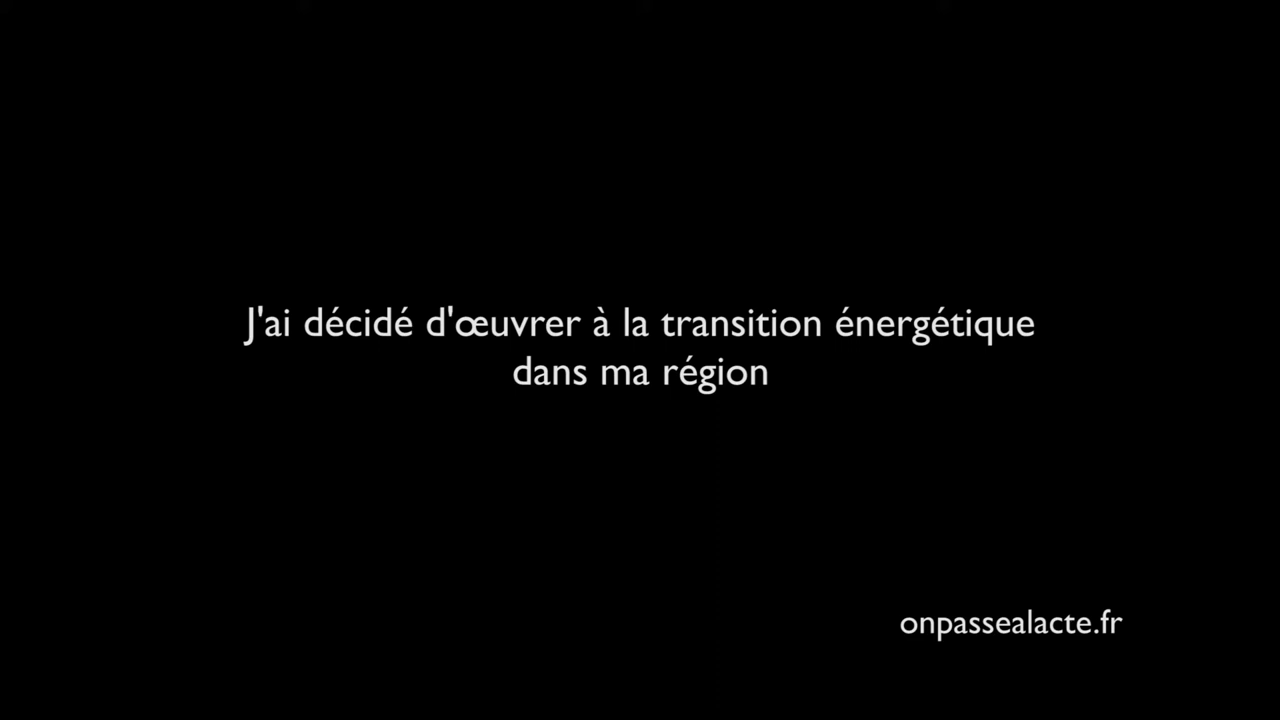 J'ai décidé d'œuvrer à la transition énergétique
dans ma région
onpassealacte.fr